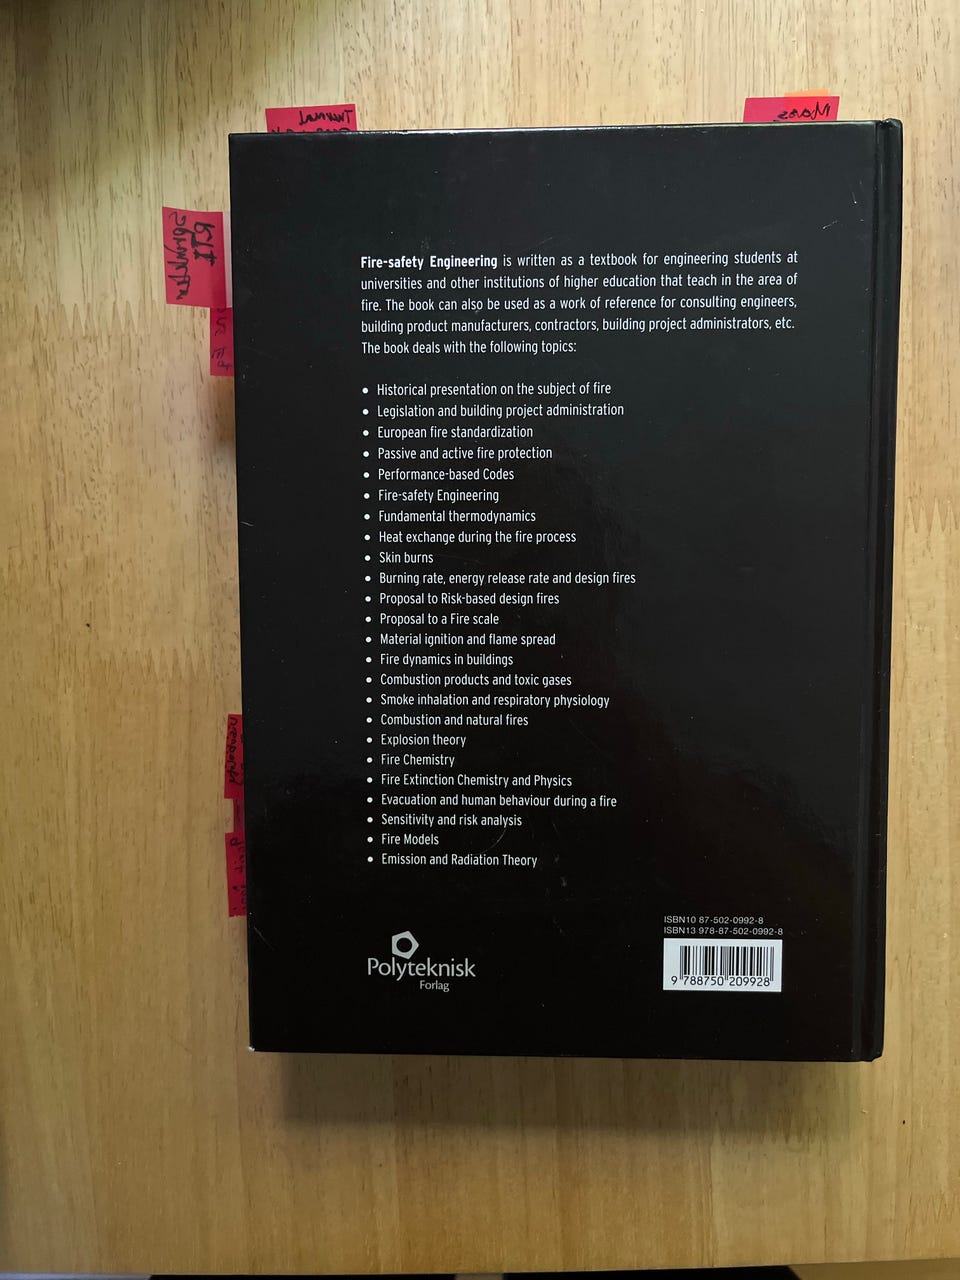 Fire-safety Engineering is written as a textbook for engineering students at
universities and other institutions of higher education that teach in the area of
fire. The book can also be used as a work of reference for consulting engineers,
building product manufacturers, contractors, building project administrators, etc.
The book deals with the following topics:
• Historical presentation on the subject of fire
• Legislation and building project administration
• European fire standardization
• Passive and active fire protection
• Performance-based Codes
• Fire-safety Engineering
• Fundamental thermodynamics
• Heat exchange during the fire process
• Skin burns
• Burning rate, energy release rate and design fires
• Proposal to Risk-based design fires
• Proposal to a Fire scale
• Material ignition and flame spread
• Fire dynamics in buildings
• Combustion products and toxic gases
• Smoke inhalation and respiratory physiology
• Combustion and natural fires
• Explosion theory
• Fire Chemistry
• Fire Extinction Chemistry and Physics
• Evacuation and human behaviour during a fire
• Sensitivity and risk analysis
• Fire Models
• Emission and Radiation Theory
Polyteknisk
Forlag
ISBN10 87-502-0992-8
ISBN13 978-87-502-0992-8
9 788750 209928